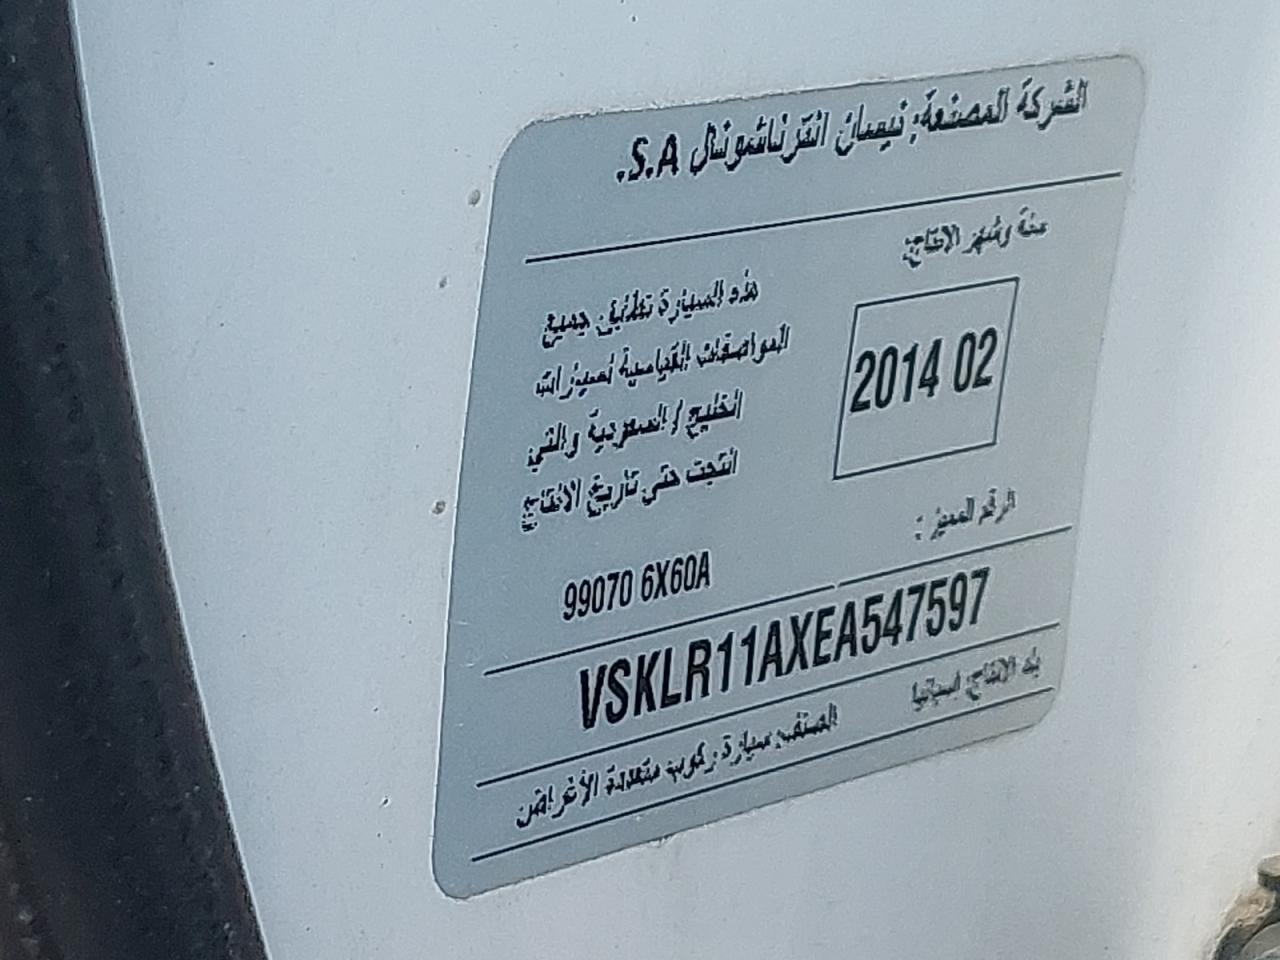 الشركة المصنعة: نيسان انترناشونال S.A.
سنة وشهر الانتاج:
2014 02
هذه السيارة تطابق جميع
المواصفات القياسية لسيارات
الخليج / السعودية والتي
انتجت حتى تاريخ الانتاج
الرقم المميز :
99070 6X60A
VSKLR11AXEA547597
بلد الانتاج: اسبانيا
الصنف: سيارة ركوب متعددة الأغراض